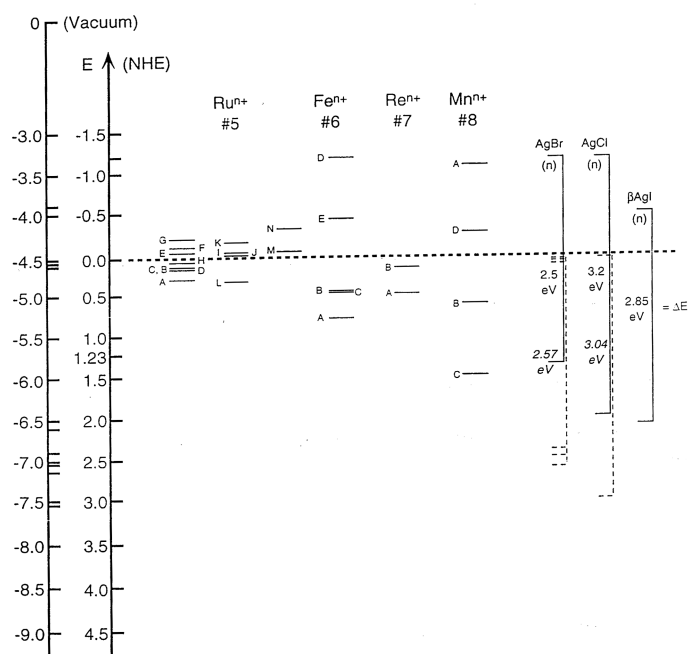 0 (Vacuum)
E (NHE)
Ruⁿ⁺ Feⁿ⁺ Reⁿ⁺ Mnⁿ⁺
#5 #6 #7 #8
-3.0 -1.5 AgBr AgCl
D A (n) (n)
-3.5 -1.0
βAgI
-4.0 -0.5 E (n)
N D
G K
F
E I J M
-4.5 0.0 H
C, B D B 2.5 3.2
A L B C A eV eV 2.85
-5.0 0.5 B eV = ΔE
A
-5.5 1.0
1.23 2.57 3.04
-6.0 1.5 C eV eV
-6.5 2.0
-7.0 2.5
-7.5 3.0
-8.0 3.5
-8.5 4.0
-9.0 4.5